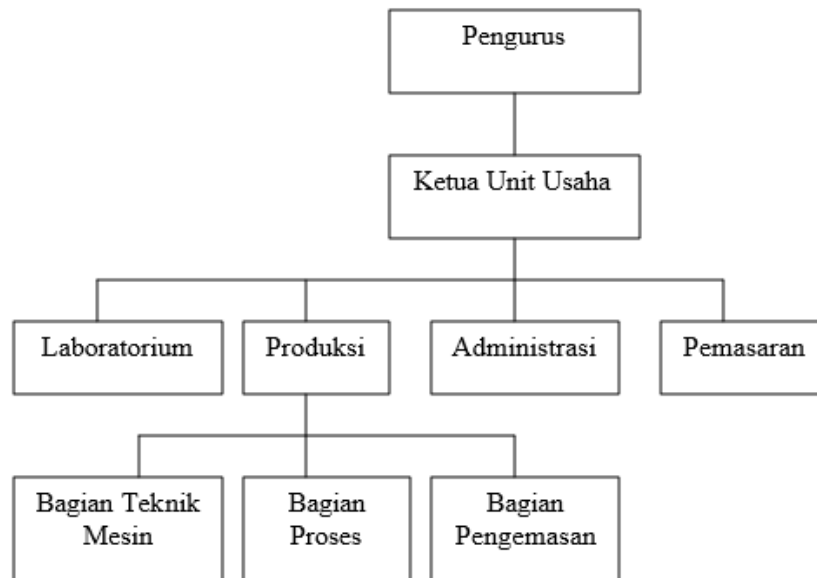 Pengurus
Ketua Unit Usaha
Laboratorium
Produksi
Administrasi
Pemasaran
Bagian Teknik
Mesin
Bagian
Proses
Bagian
Pengemasan